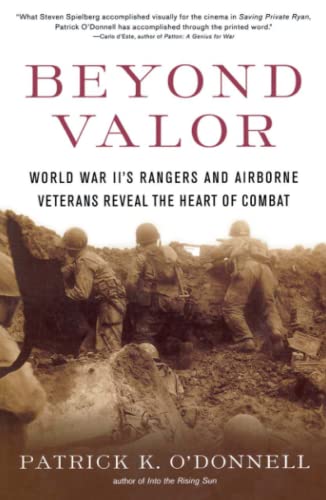 "What Steven Spielberg accomplished visually for the cinema in Saving Private Ryan,
Patrick O'Donnell has accomplished through the printed word."
—Carlo d'Este, author of Patton: A Genius for War
BEYOND
VALOR
WORLD WAR II'S RANGERS AND AIRBORNE
VETERANS REVEAL THE HEART OF COMBAT
PATRICK K. O'DONNELL
author of Into the Rising Sun